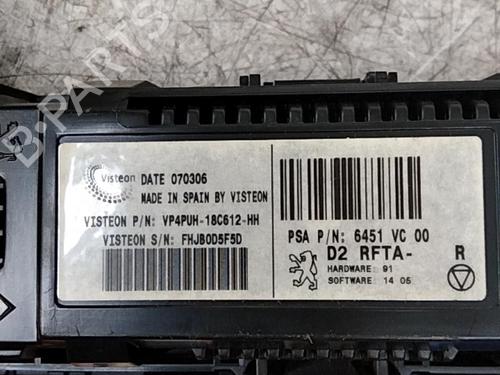 B-PARTS
Visteon DATE 070306
MADE IN SPAIN BY VISTEON
VISTEON P/N: VP4PUH-18C612-HH
VISTEON S/N: FHJB0D5F5D
PSA P/N: 6451 VC 00
D2 RFTA- R
HARDWARE: 91
SOFTWARE: 14 05